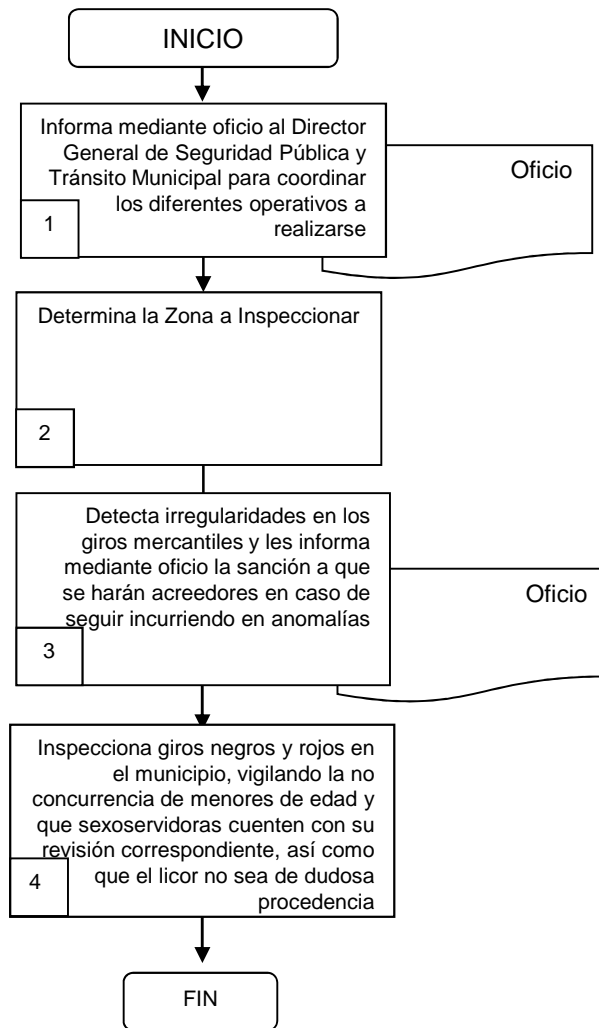 INICIO
Informa mediante oficio al Director
General de Seguridad Pública y
Tránsito Municipal para coordinar
los diferentes operativos a
realizarse
1
Oficio
Determina la Zona a Inspeccionar
2
Detecta irregularidades en los
giros mercantiles y les informa
mediante oficio la sanción a que
se harán acreedores en caso de
seguir incurriendo en anomalías
3
Oficio
Inspecciona giros negros y rojos en
el municipio, vigilando la no
concurrencia de menores de edad y
que sexoservidoras cuenten con su
revisión correspondiente, así como
que el licor no sea de dudosa
procedencia
4
FIN